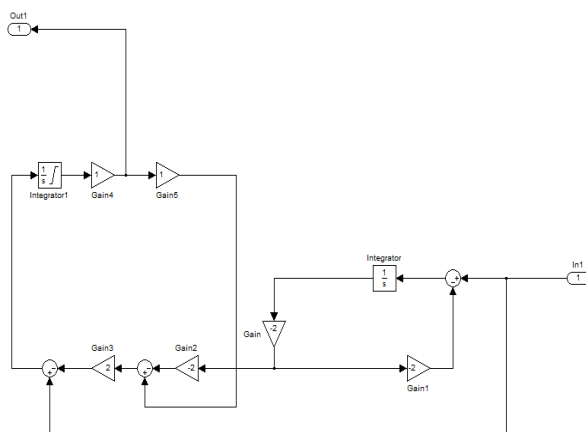 Out1
1
1
s
Integrator1
1
Gain4
1
Gain5
Integrator
1
s
In1
1
+
−
Gain
-2
Gain3
2
Gain2
-2
-2
Gain1
+
−
+
−